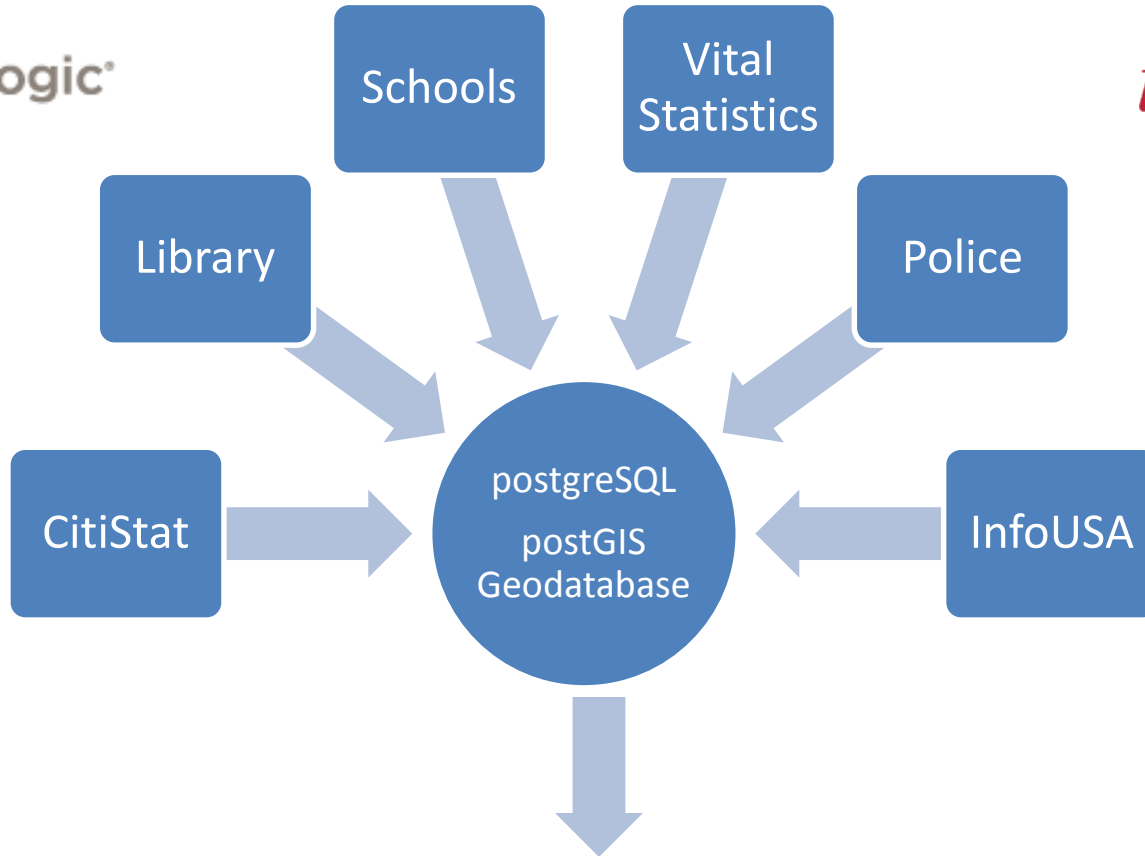 ogic®
Schools
Vital
Statistics
Library
Police
CitiStat
postgreSQL
postGIS
Geodatabase
InfoUSA